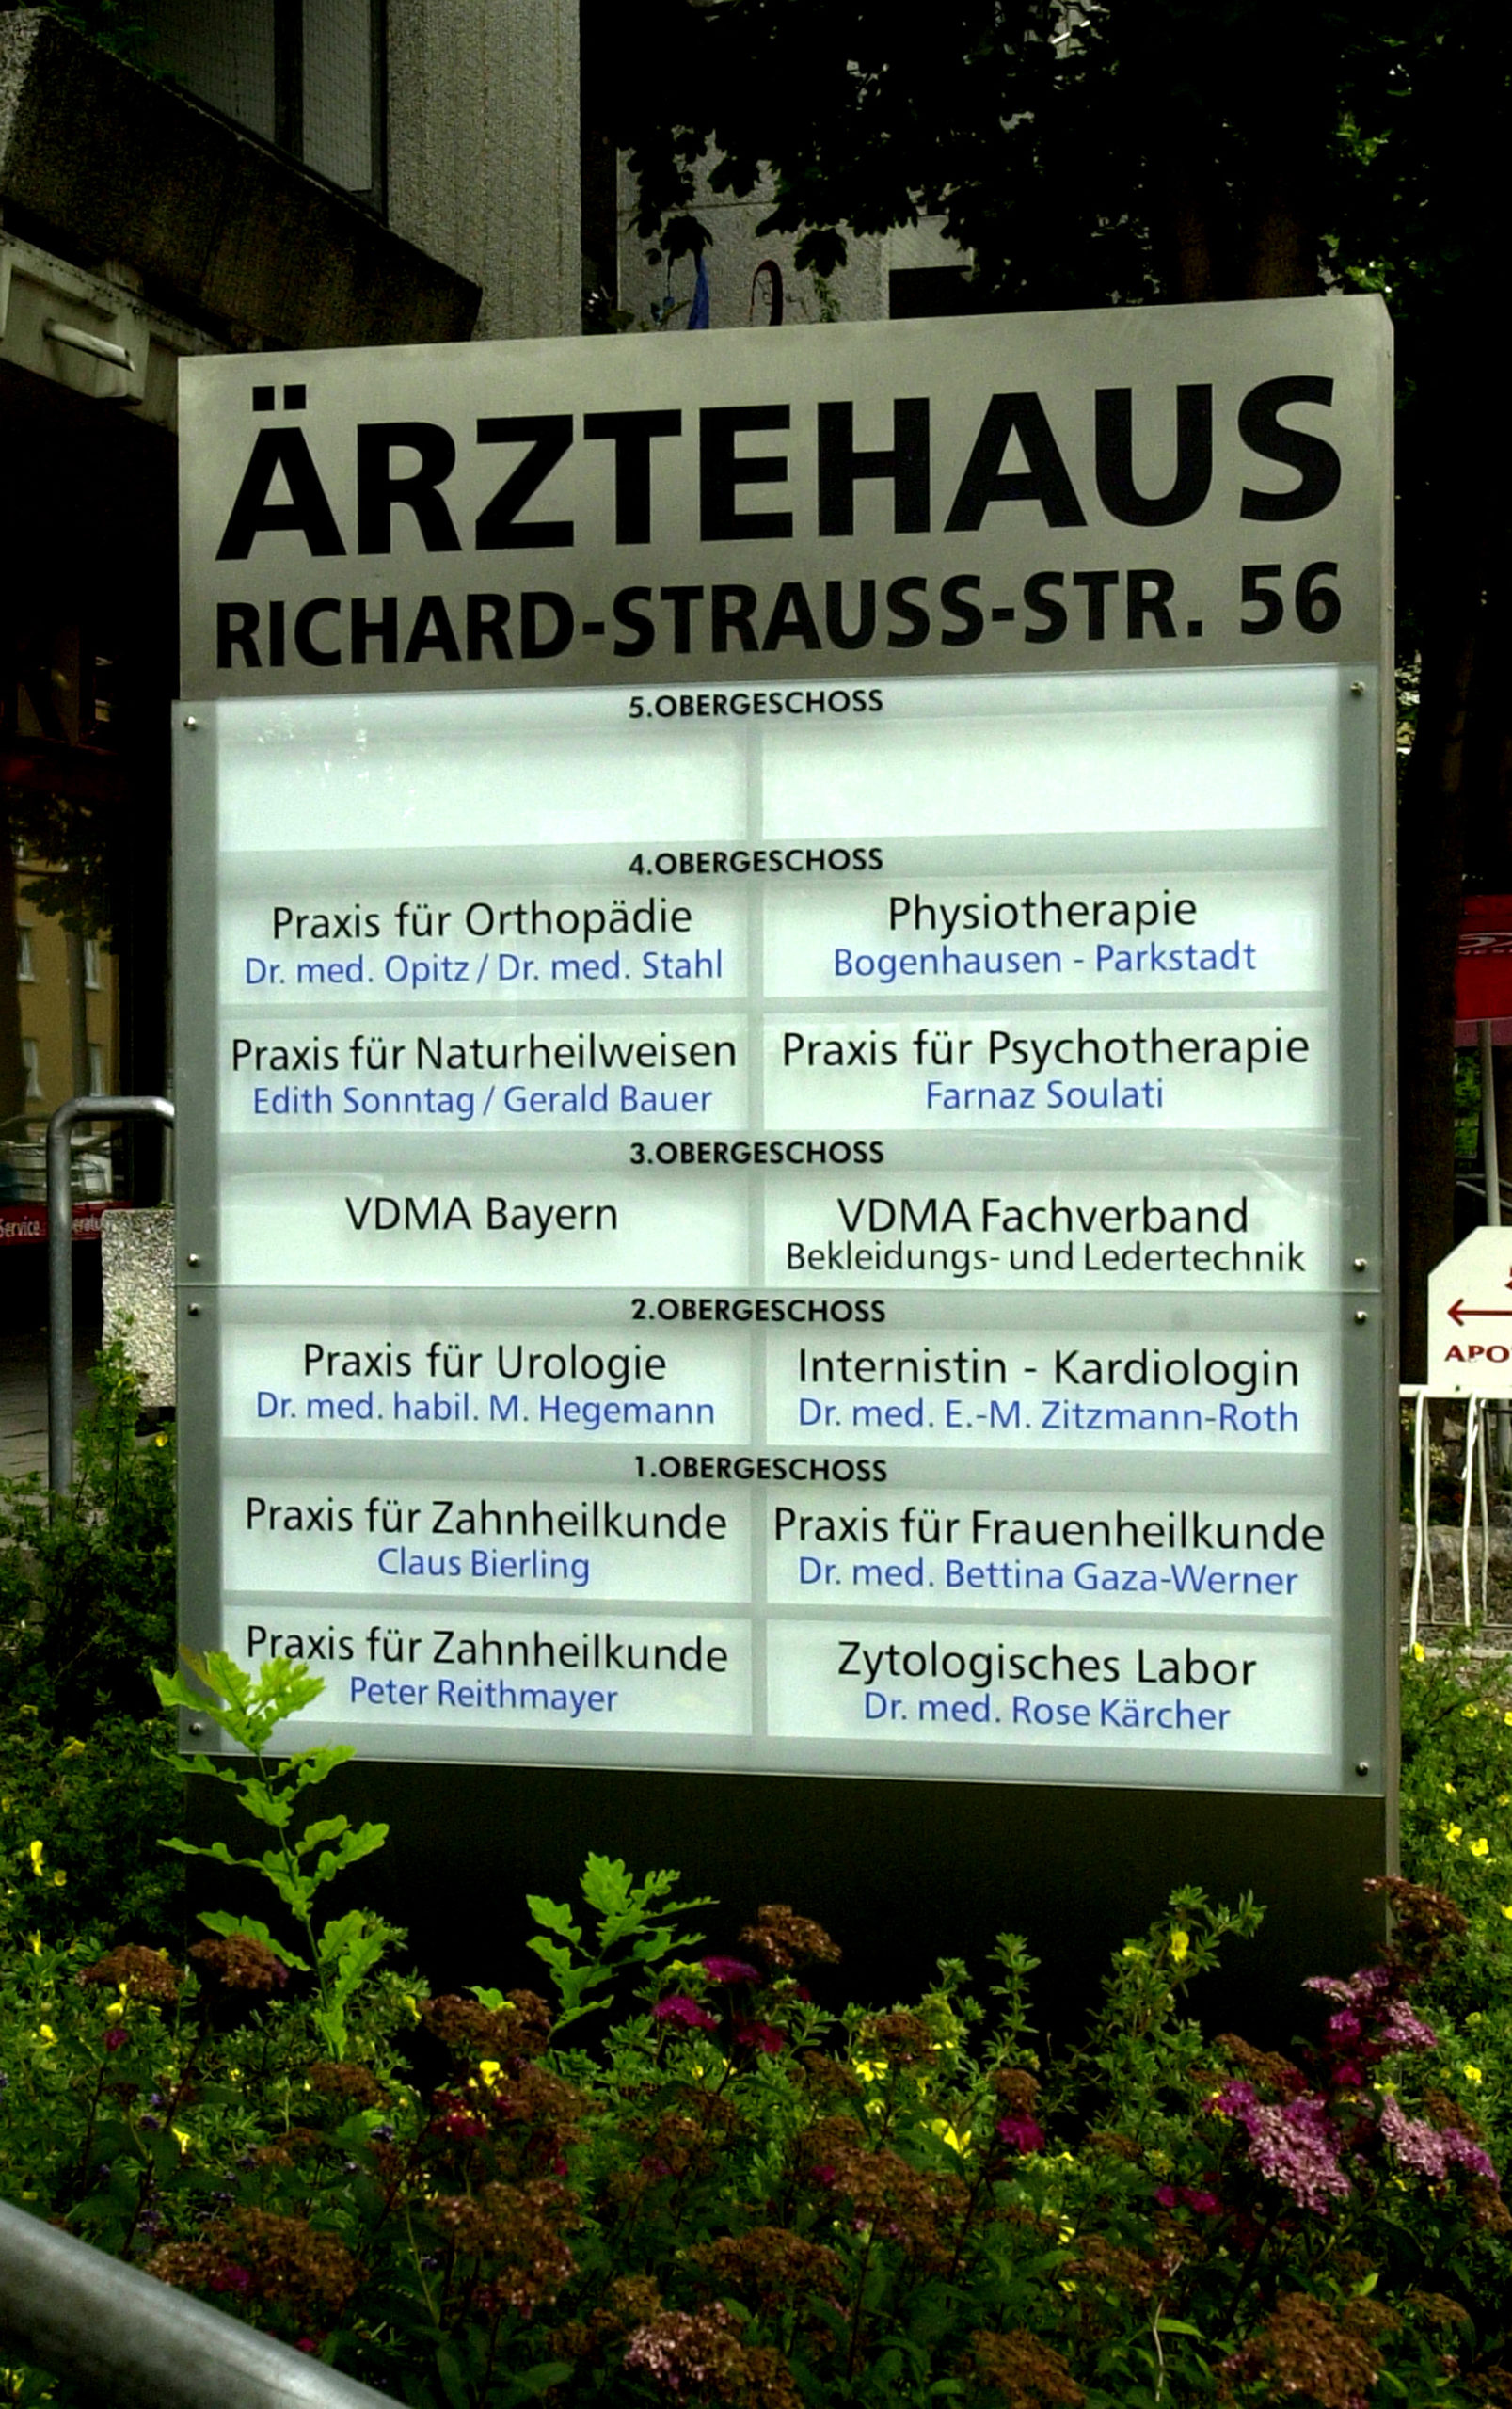 ÄRZTEHAUS
RICHARD-STRAUSS-STR. 56
5.OBERGESCHOSS
4.OBERGESCHOSS
Praxis für Orthopädie
Dr. med. Opitz / Dr. med. Stahl
Physiotherapie
Bogenhausen - Parkstadt
Praxis für Naturheilweisen
Edith Sonntag / Gerald Bauer
Praxis für Psychotherapie
Farnaz Soulati
3.OBERGESCHOSS
VDMA Bayern
VDMA Fachverband
Bekleidungs- und Ledertechnik
2.OBERGESCHOSS
Praxis für Urologie
Dr. med. habil. M. Hegemann
Internistin - Kardiologin
Dr. med. E.-M. Zitzmann-Roth
1.OBERGESCHOSS
Praxis für Zahnheilkunde
Claus Bierling
Praxis für Frauenheilkunde
Dr. med. Bettina Gaza-Werner
Praxis für Zahnheilkunde
Peter Reithmayer
Zytologisches Labor
Dr. med. Rose Kärcher
Service
APO